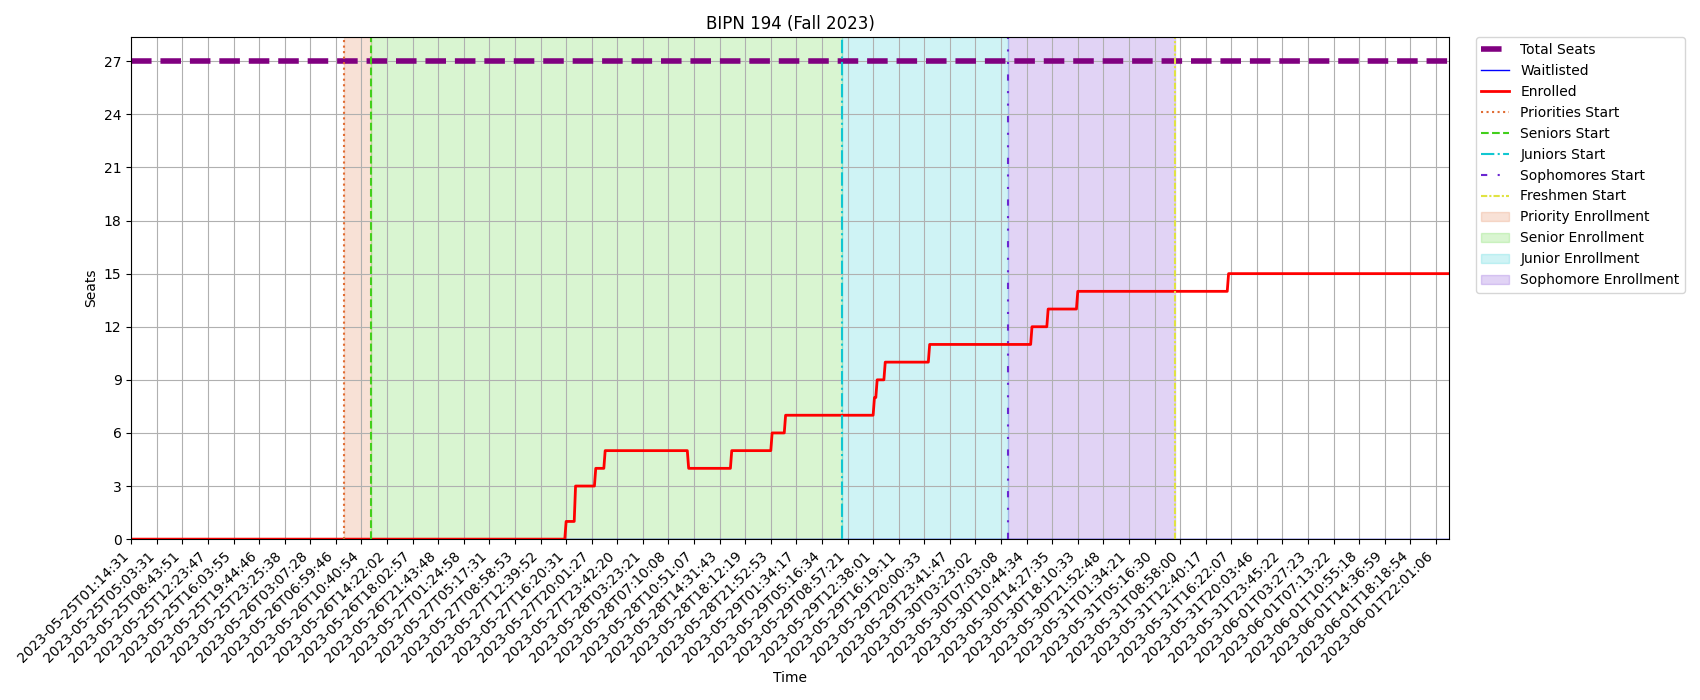 BIPN 194 (Fall 2023)
Total Seats
Waitlisted
Enrolled
Priorities Start
Seniors Start
Juniors Start
Sophomores Start
Freshmen Start
Priority Enrollment
Senior Enrollment
Junior Enrollment
Sophomore Enrollment
Seats
27
24
21
18
15
12
9
6
3
0
2023-05-25T01:14:31
2023-05-25T05:03:31
2023-05-25T08:43:51
2023-05-25T12:23:47
2023-05-25T16:03:55
2023-05-25T19:44:46
2023-05-25T23:25:38
2023-05-26T03:07:28
2023-05-26T06:59:46
2023-05-26T10:40:54
2023-05-26T14:22:02
2023-05-26T18:02:57
2023-05-26T21:43:48
2023-05-27T01:24:58
2023-05-27T05:17:31
2023-05-27T08:58:53
2023-05-27T12:39:52
2023-05-27T16:20:31
2023-05-27T20:01:27
2023-05-27T23:42:20
2023-05-28T03:23:21
2023-05-28T07:10:08
2023-05-28T10:51:07
2023-05-28T14:31:43
2023-05-28T18:12:19
2023-05-28T21:52:53
2023-05-29T01:34:17
2023-05-29T05:16:34
2023-05-29T08:57:21
2023-05-29T12:38:01
2023-05-29T16:19:11
2023-05-29T20:00:33
2023-05-29T23:41:47
2023-05-30T03:23:02
2023-05-30T07:03:08
2023-05-30T10:44:34
2023-05-30T14:27:35
2023-05-30T18:10:33
2023-05-30T21:52:48
2023-05-31T01:34:21
2023-05-31T05:16:30
2023-05-31T08:58:00
2023-05-31T12:40:17
2023-05-31T16:22:07
2023-05-31T20:03:46
2023-05-31T23:45:22
2023-06-01T03:27:23
2023-06-01T07:13:22
2023-06-01T10:55:18
2023-06-01T14:36:59
2023-06-01T18:18:54
2023-06-01T22:01:06
Time